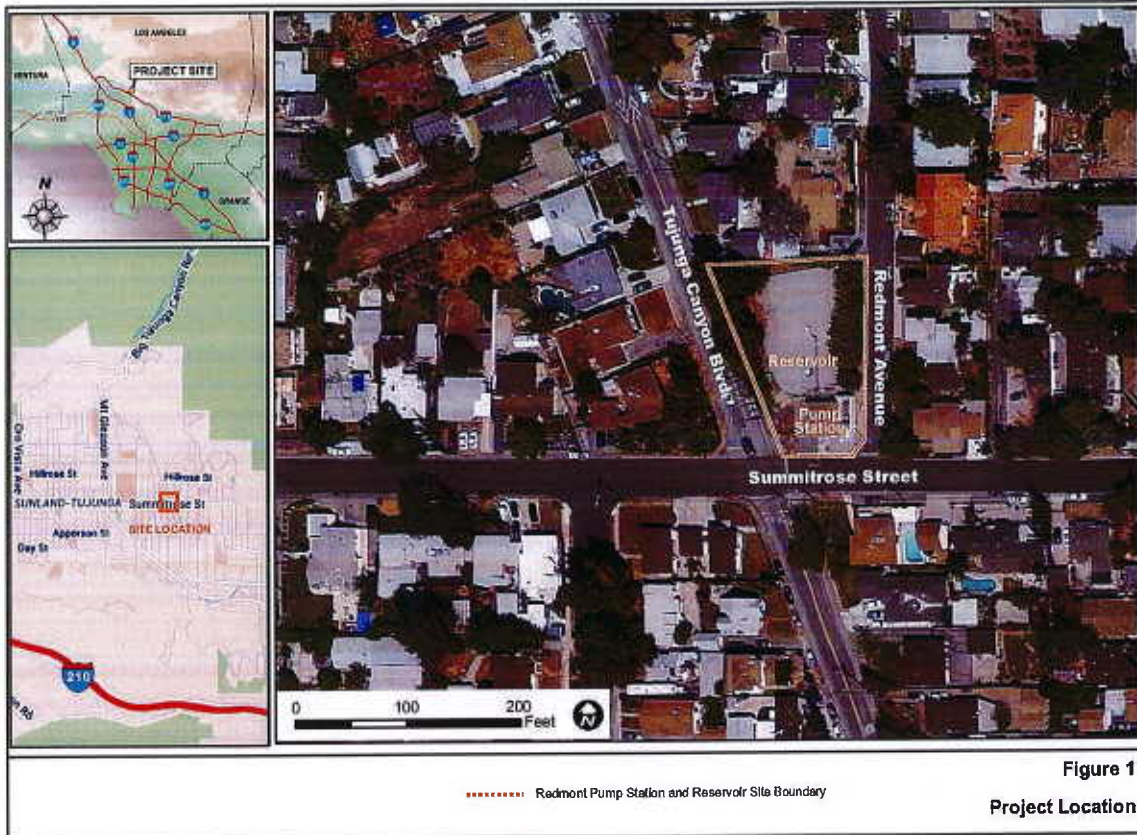 LOS ANGELES
VENTURA
PROJECT SITE
ORANGE
N
Big Tujunga Canyon Rd
Mt Gleason Ave
Oro Vista Ave
Hillrose St
Hillrose St
SUNLAND-TUJUNGA
Summitrose St
SITE LOCATION
Apperson St
Day St
210
Tujunga Canyon Blvd
Redmont Avenue
Reservoir
Pump
Station
Summitrose Street
0 100 200
Feet
N
Figure 1
Redmont Pump Station and Reservoir Site Boundary
Project Location